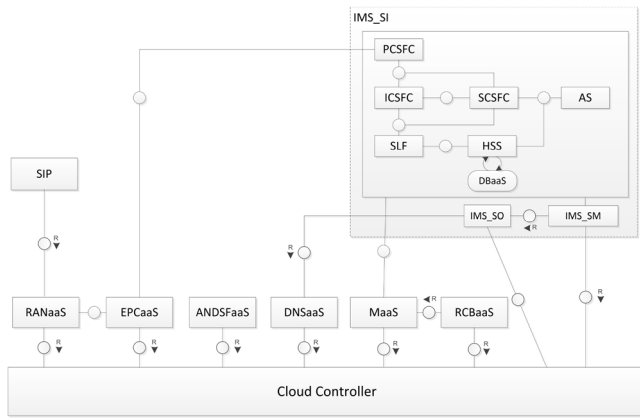 IMS_SI
PCSFC
ICSFC
SCSFC
AS
SLF
HSS
DBaaS
SIP
IMS_SO
R
IMS_SM
R
R
R
R
RANaaS
EPCaaS
ANDSFaaS
DNSaaS
MaaS
RCBaaS
R
R
R
R
R
R
Cloud Controller